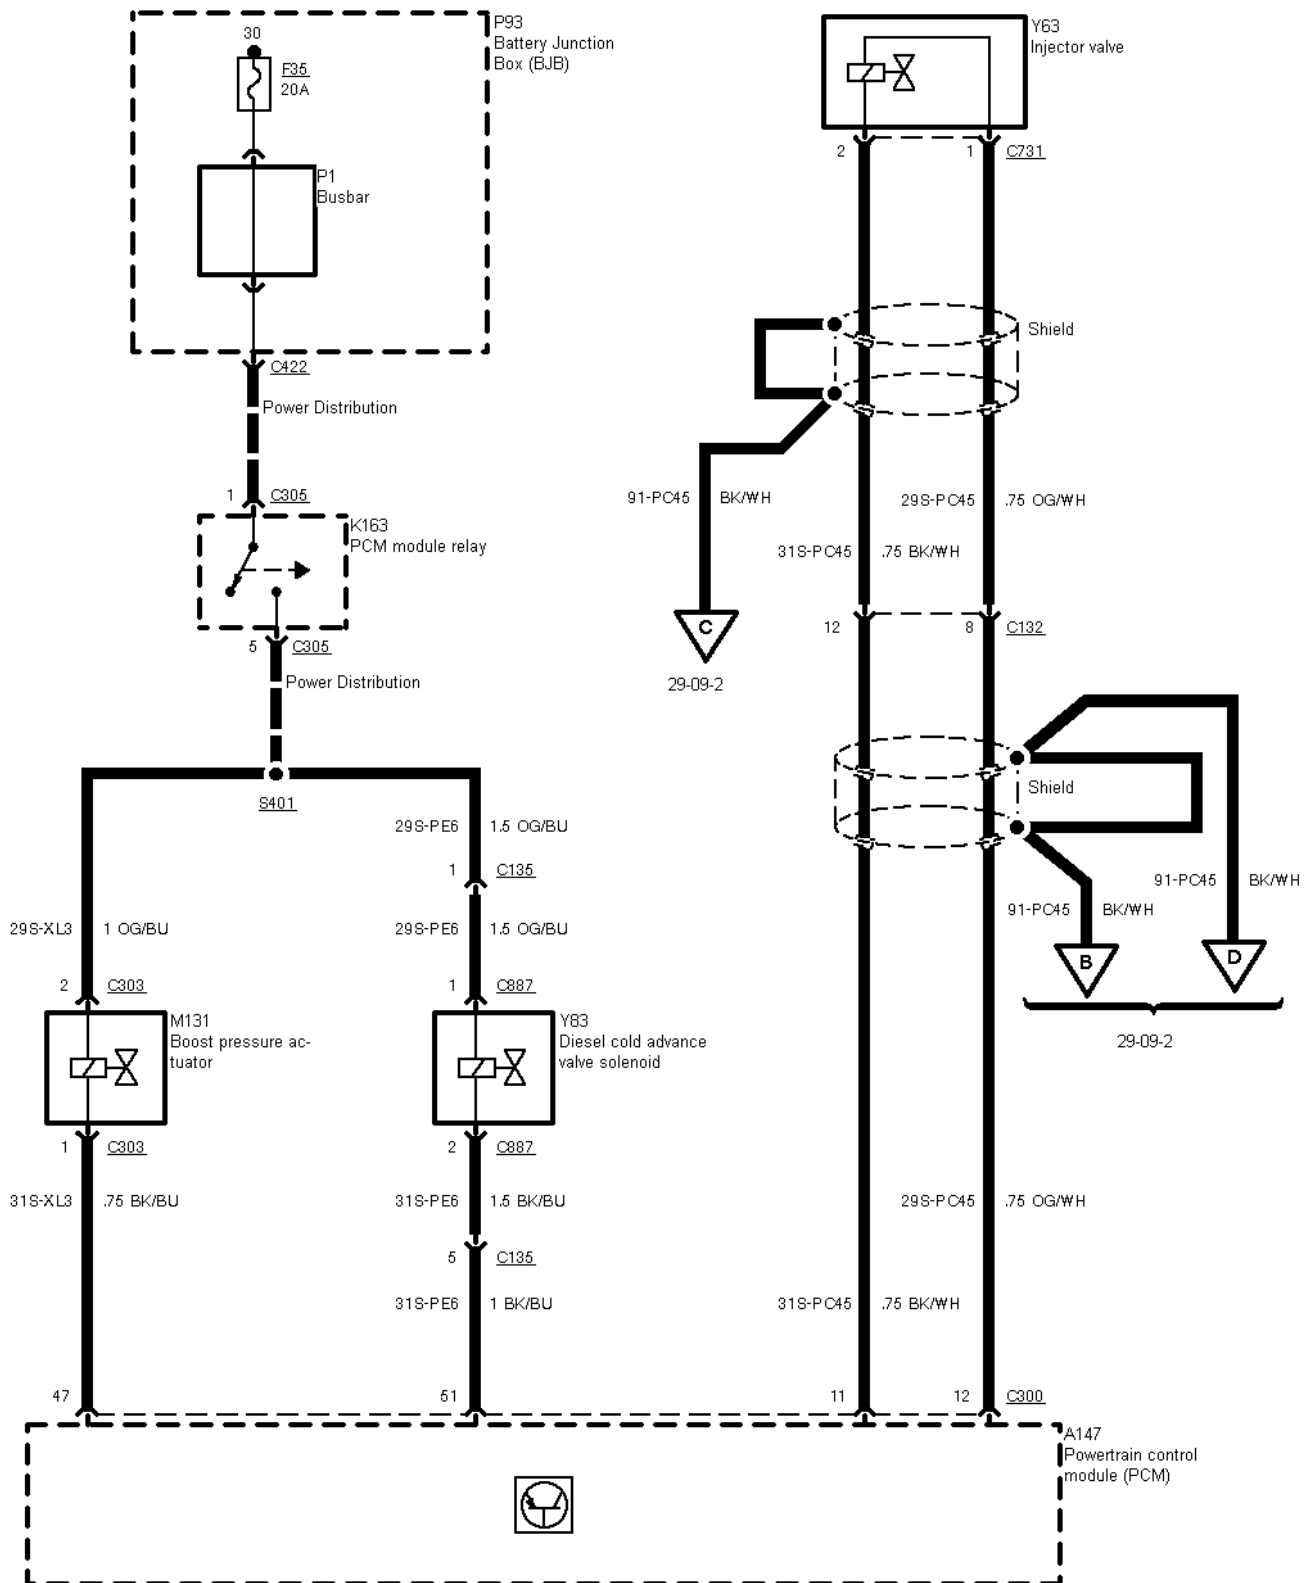 P93
Battery Junction
Box (BJB)
30
F35
20A
P1
Busbar
C422
Power Distribution
1
C305
K163
PCM module relay
5
C305
Power Distribution
S401
29S-PE6
1.5 OG/BU
1
C135
29S-XL3
1 OG/BU
29S-PE6
1.5 OG/BU
2
C303
1
C887
M131
Boost pressure ac-
tuator
Y83
Diesel cold advance
valve solenoid
1
C303
2
C887
31S-XL3
.75 BK/BU
31S-PE6
1.5 BK/BU
5
C135
31S-PE6
1 BK/BU
47
51
Y63
Injector valve
2
1
C731
Shield
91-PC45
BK/WH
29S-PC45
.75 OG/WH
31S-PC45
.75 BK/WH
C
29-09-2
12
8
C132
Shield
91-PC45
BK/WH
91-PC45
BK/WH
B
D
29-09-2
29S-PC45
.75 OG/WH
31S-PC45
.75 BK/WH
11
12
C300
A147
Powertrain control
module (PCM)